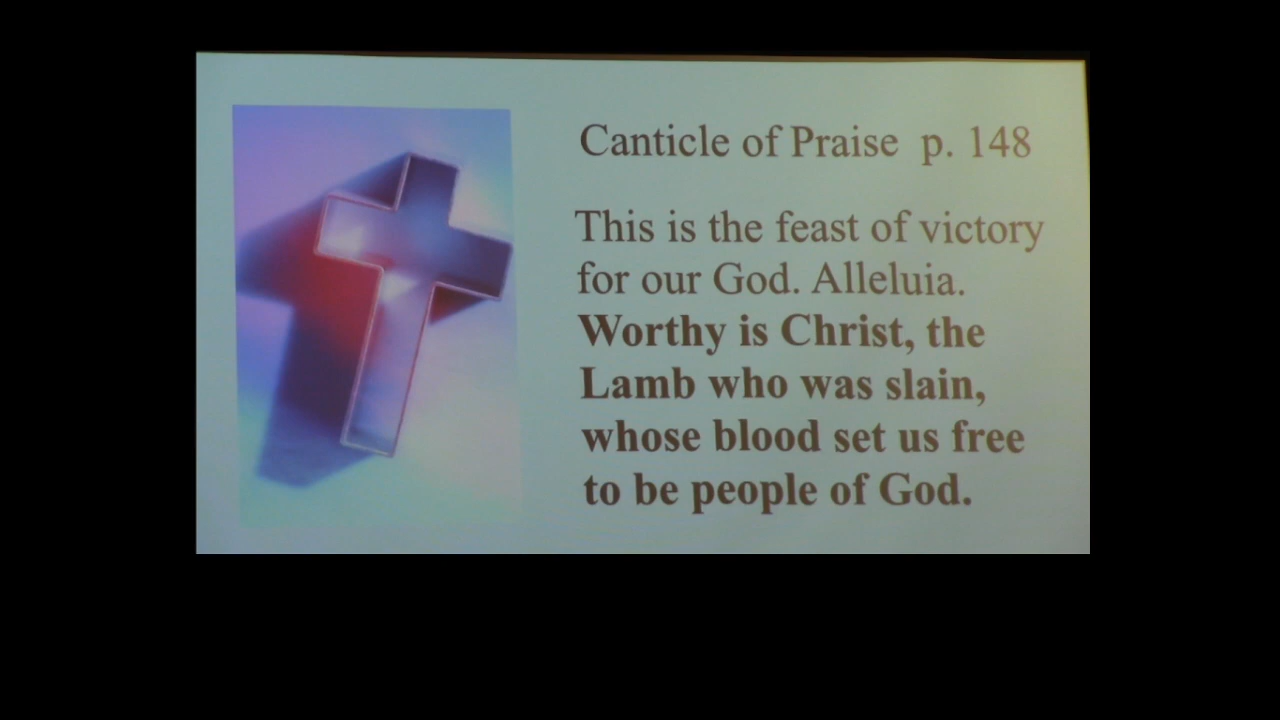 Canticle of Praise p. 148
This is the feast of victory
for our God. Alleluia.
Worthy is Christ, the
Lamb who was slain,
whose blood set us free
to be people of God.